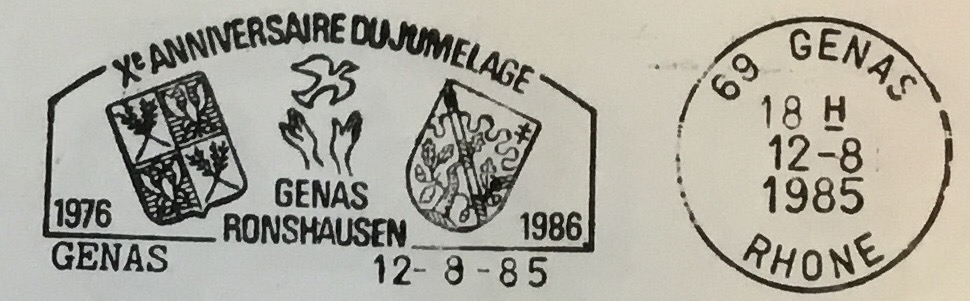 Xe ANNIVERSAIRE DU JUMELAGE
GENAS
RONSHAUSEN
1976
1986
GENAS
12-8-85
69 GENAS
18 H
12-8
1985
RHONE